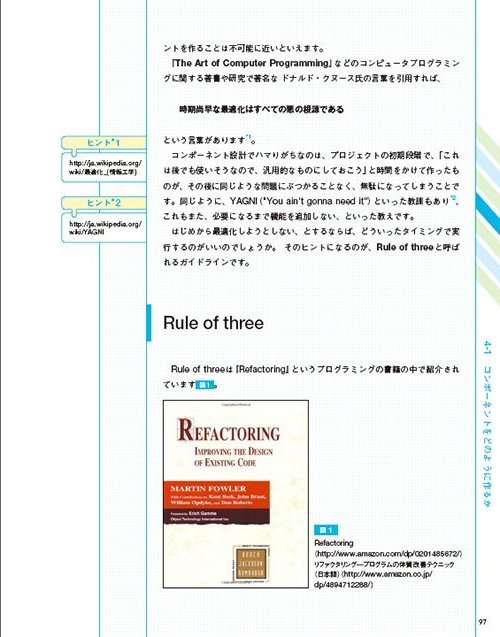 ントを作ることは不可能に近いといえます。
『The Art of Computer Programming』などのコンピュータプログラミン
グに関する著書や研究で著名な ドナルド・クヌース氏の言葉を引用すれば、
時期尚早な最適化はすべての悪の根源である
という言葉があります*1。
コンポーネント設計でハマりがちなのは、プロジェクトの初期段階で、「これ
は後でも使いそうなので、汎用的なものにしておこう」と時間をかけて作ったも
のが、その後に同じような問題にぶつかることなく、無駄になってしまうことで
す。同じように、YAGNI ("You ain't gonna need it") といった教訓もあり*2、
これもまた、必要になるまで機能を追加しない、といった教えです。
はじめから最適化しようとしない、とするならば、どういったタイミングで実
行するのがいいのでしょうか。 そのヒントになるのが、Rule of threeと呼ば
れるガイドラインです。
ヒント*1
http://ja.wikipedia.org/
wiki/最適化_(情報工学)
ヒント*2
http://ja.wikipedia.org/
wiki/YAGNI
Rule of three
Rule of threeは『Refactoring』というプログラミングの書籍の中で紹介され
ています 図1。
REFACTORING
IMPROVING THE DESIGN
OF EXISTING CODE
MARTIN FOWLER
With Contributions by Kent Beck, John Brant,
William Opdyke, and Don Roberts
Foreword by Erich Gamma
Object Technology International Inc.
BOOCH
JACOBSON
RUMBAUGH
図1
Refactoring
(http://www.amazon.com/dp/0201485672/)
リファクタリング―プログラムの体質改善テクニック
(日本語) (http://www.amazon.co.jp/
dp/4894712288/)
4-1 コンポーネントをどのように作るか
97